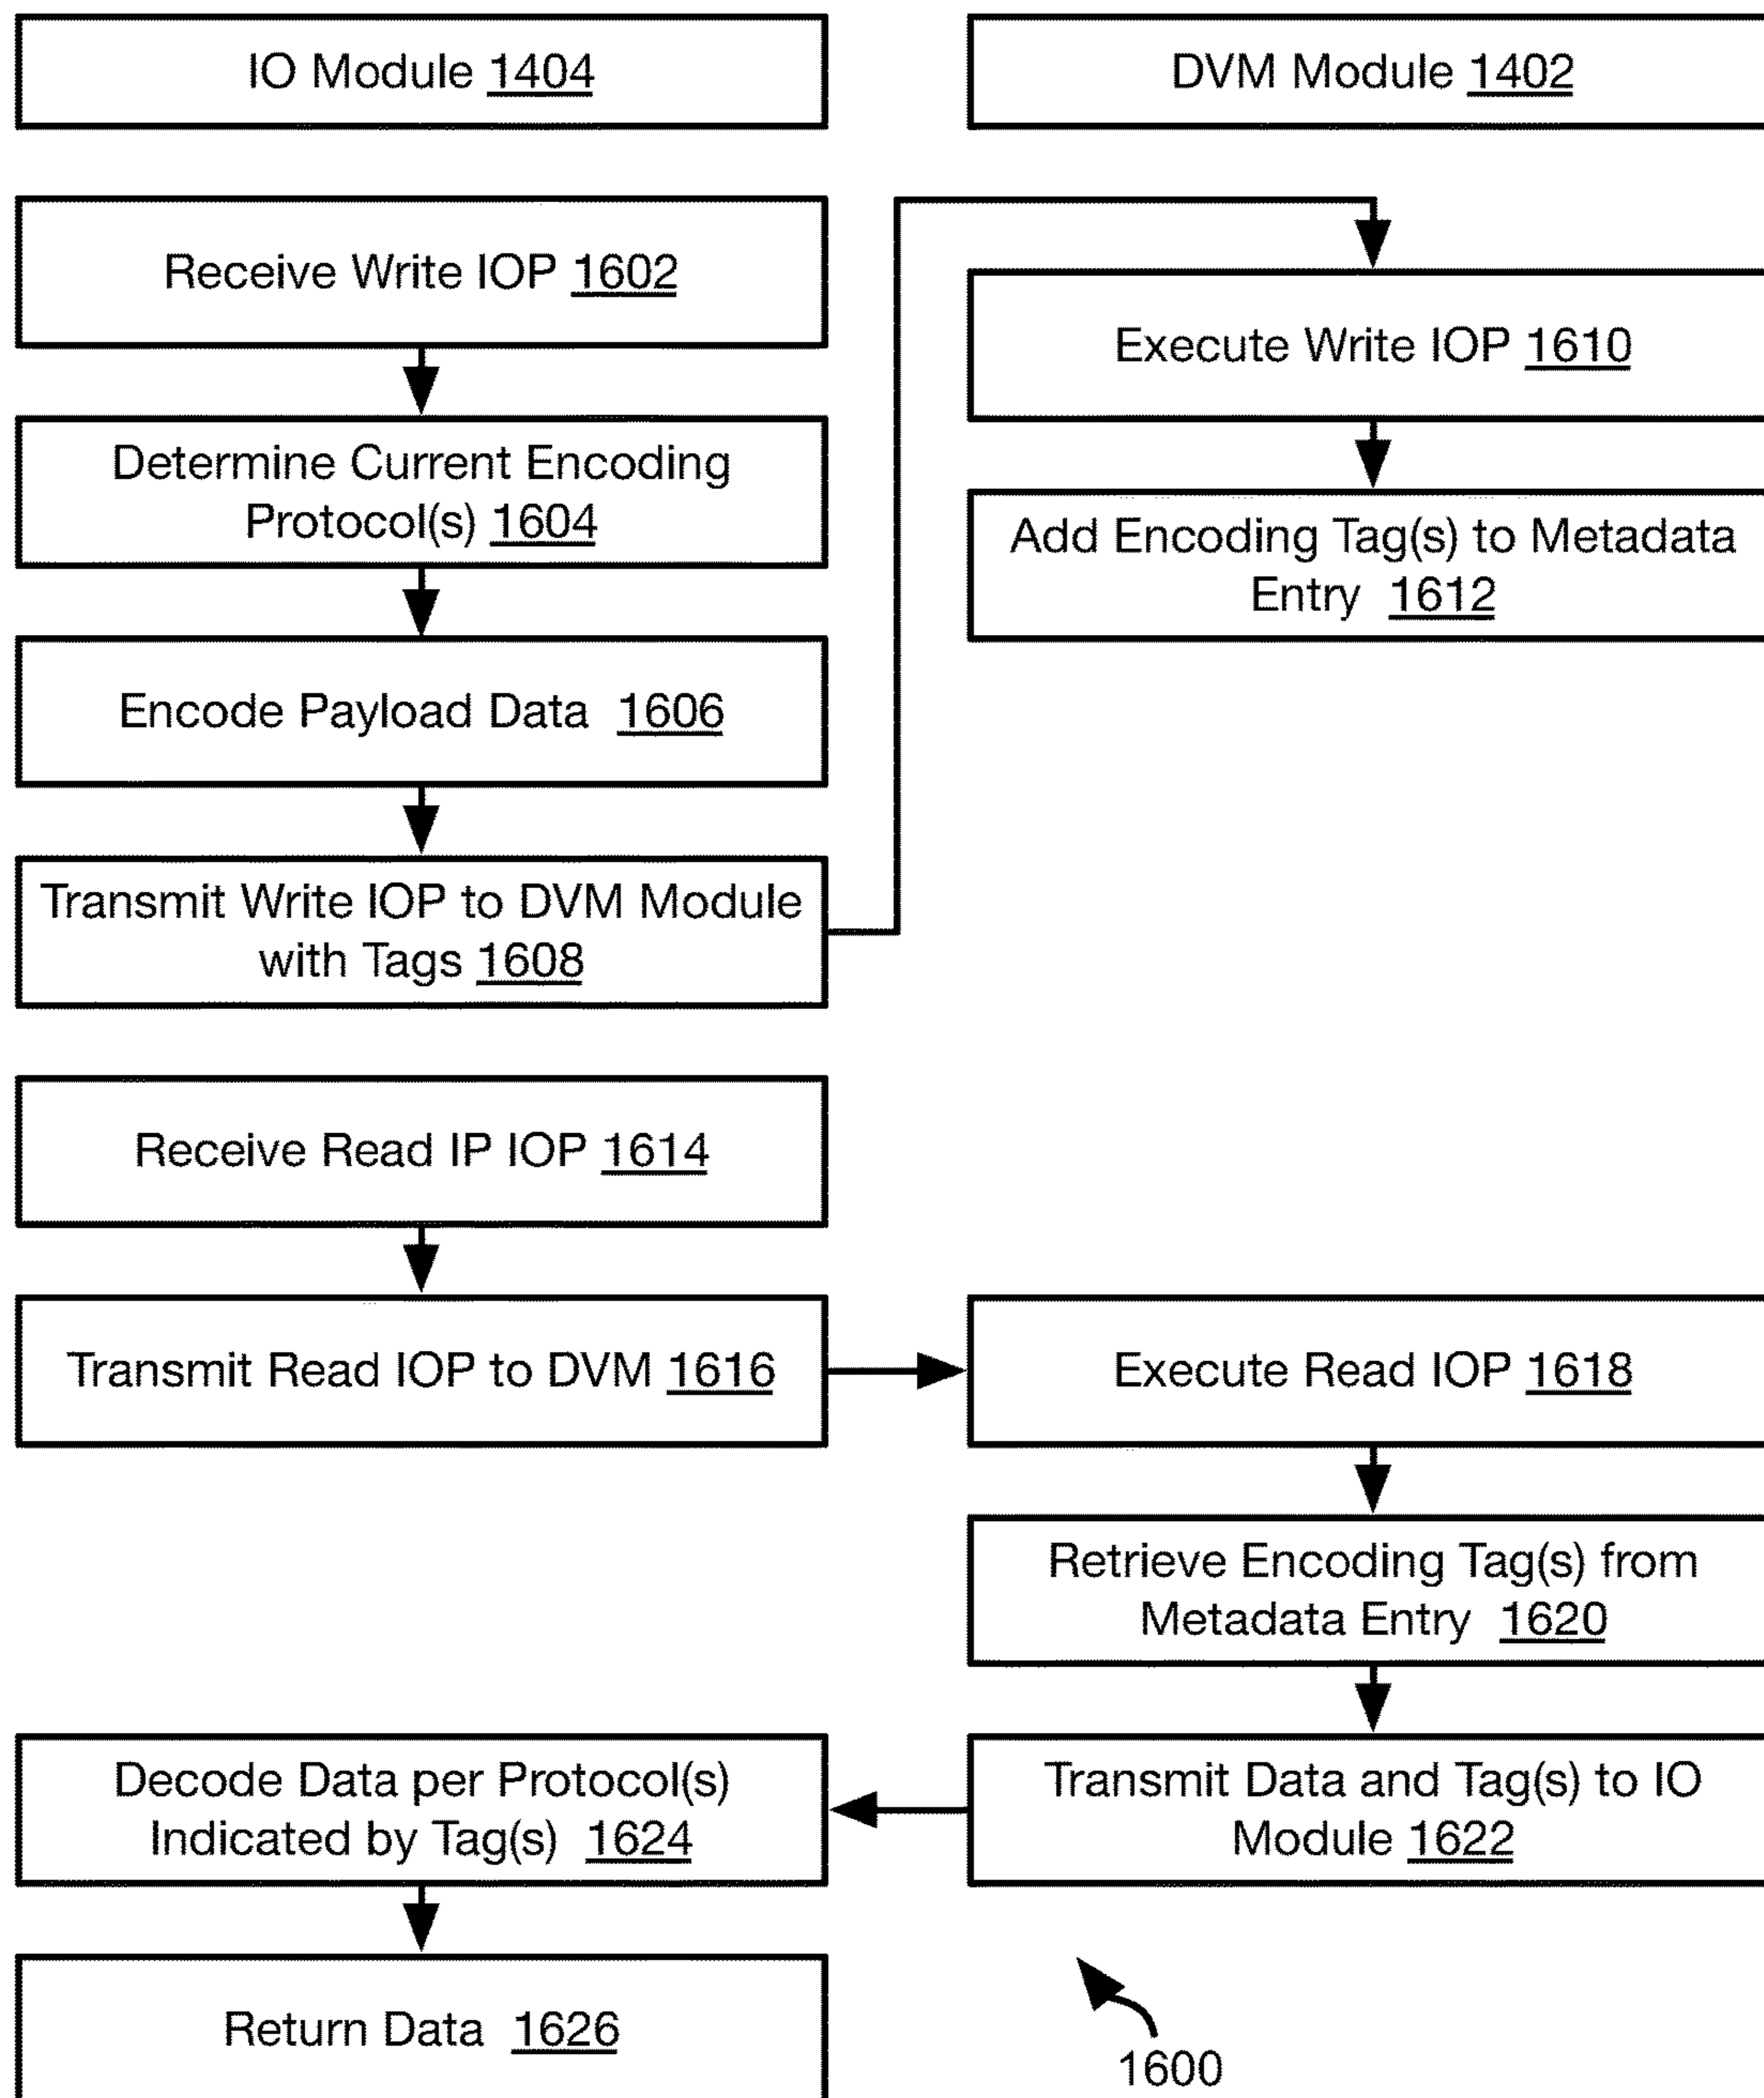 IO Module 1404
DVM Module 1402
Receive Write IOP 1602
Determine Current Encoding
Protocol(s) 1604
Encode Payload Data 1606
Transmit Write IOP to DVM Module
with Tags 1608
Execute Write IOP 1610
Add Encoding Tag(s) to Metadata
Entry 1612
Receive Read IP IOP 1614
Transmit Read IOP to DVM 1616
Execute Read IOP 1618
Retrieve Encoding Tag(s) from
Metadata Entry 1620
Transmit Data and Tag(s) to IO
Module 1622
Decode Data per Protocol(s)
Indicated by Tag(s) 1624
Return Data 1626
1600